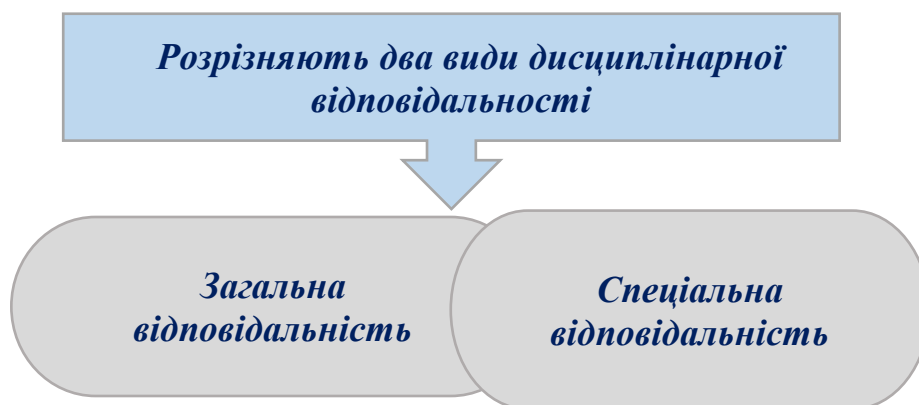 Розрізняють два види дисциплінарної
відповідальності
Загальна
відповідальність
Спеціальна
відповідальність